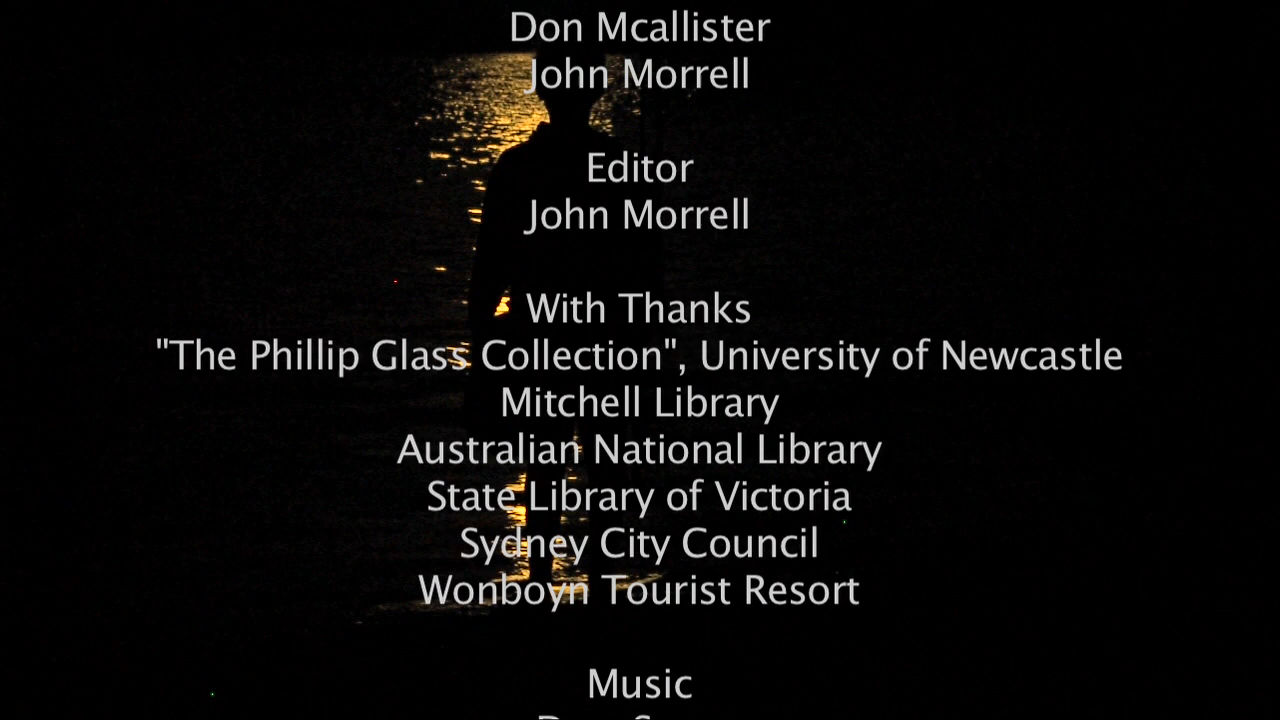 Don Mcallister
John Morrell
Editor
John Morrell
With Thanks
"The Phillip Glass Collection", University of Newcastle
Mitchell Library
Australian National Library
State Library of Victoria
Sydney City Council
Wonboyn Tourist Resort
Music